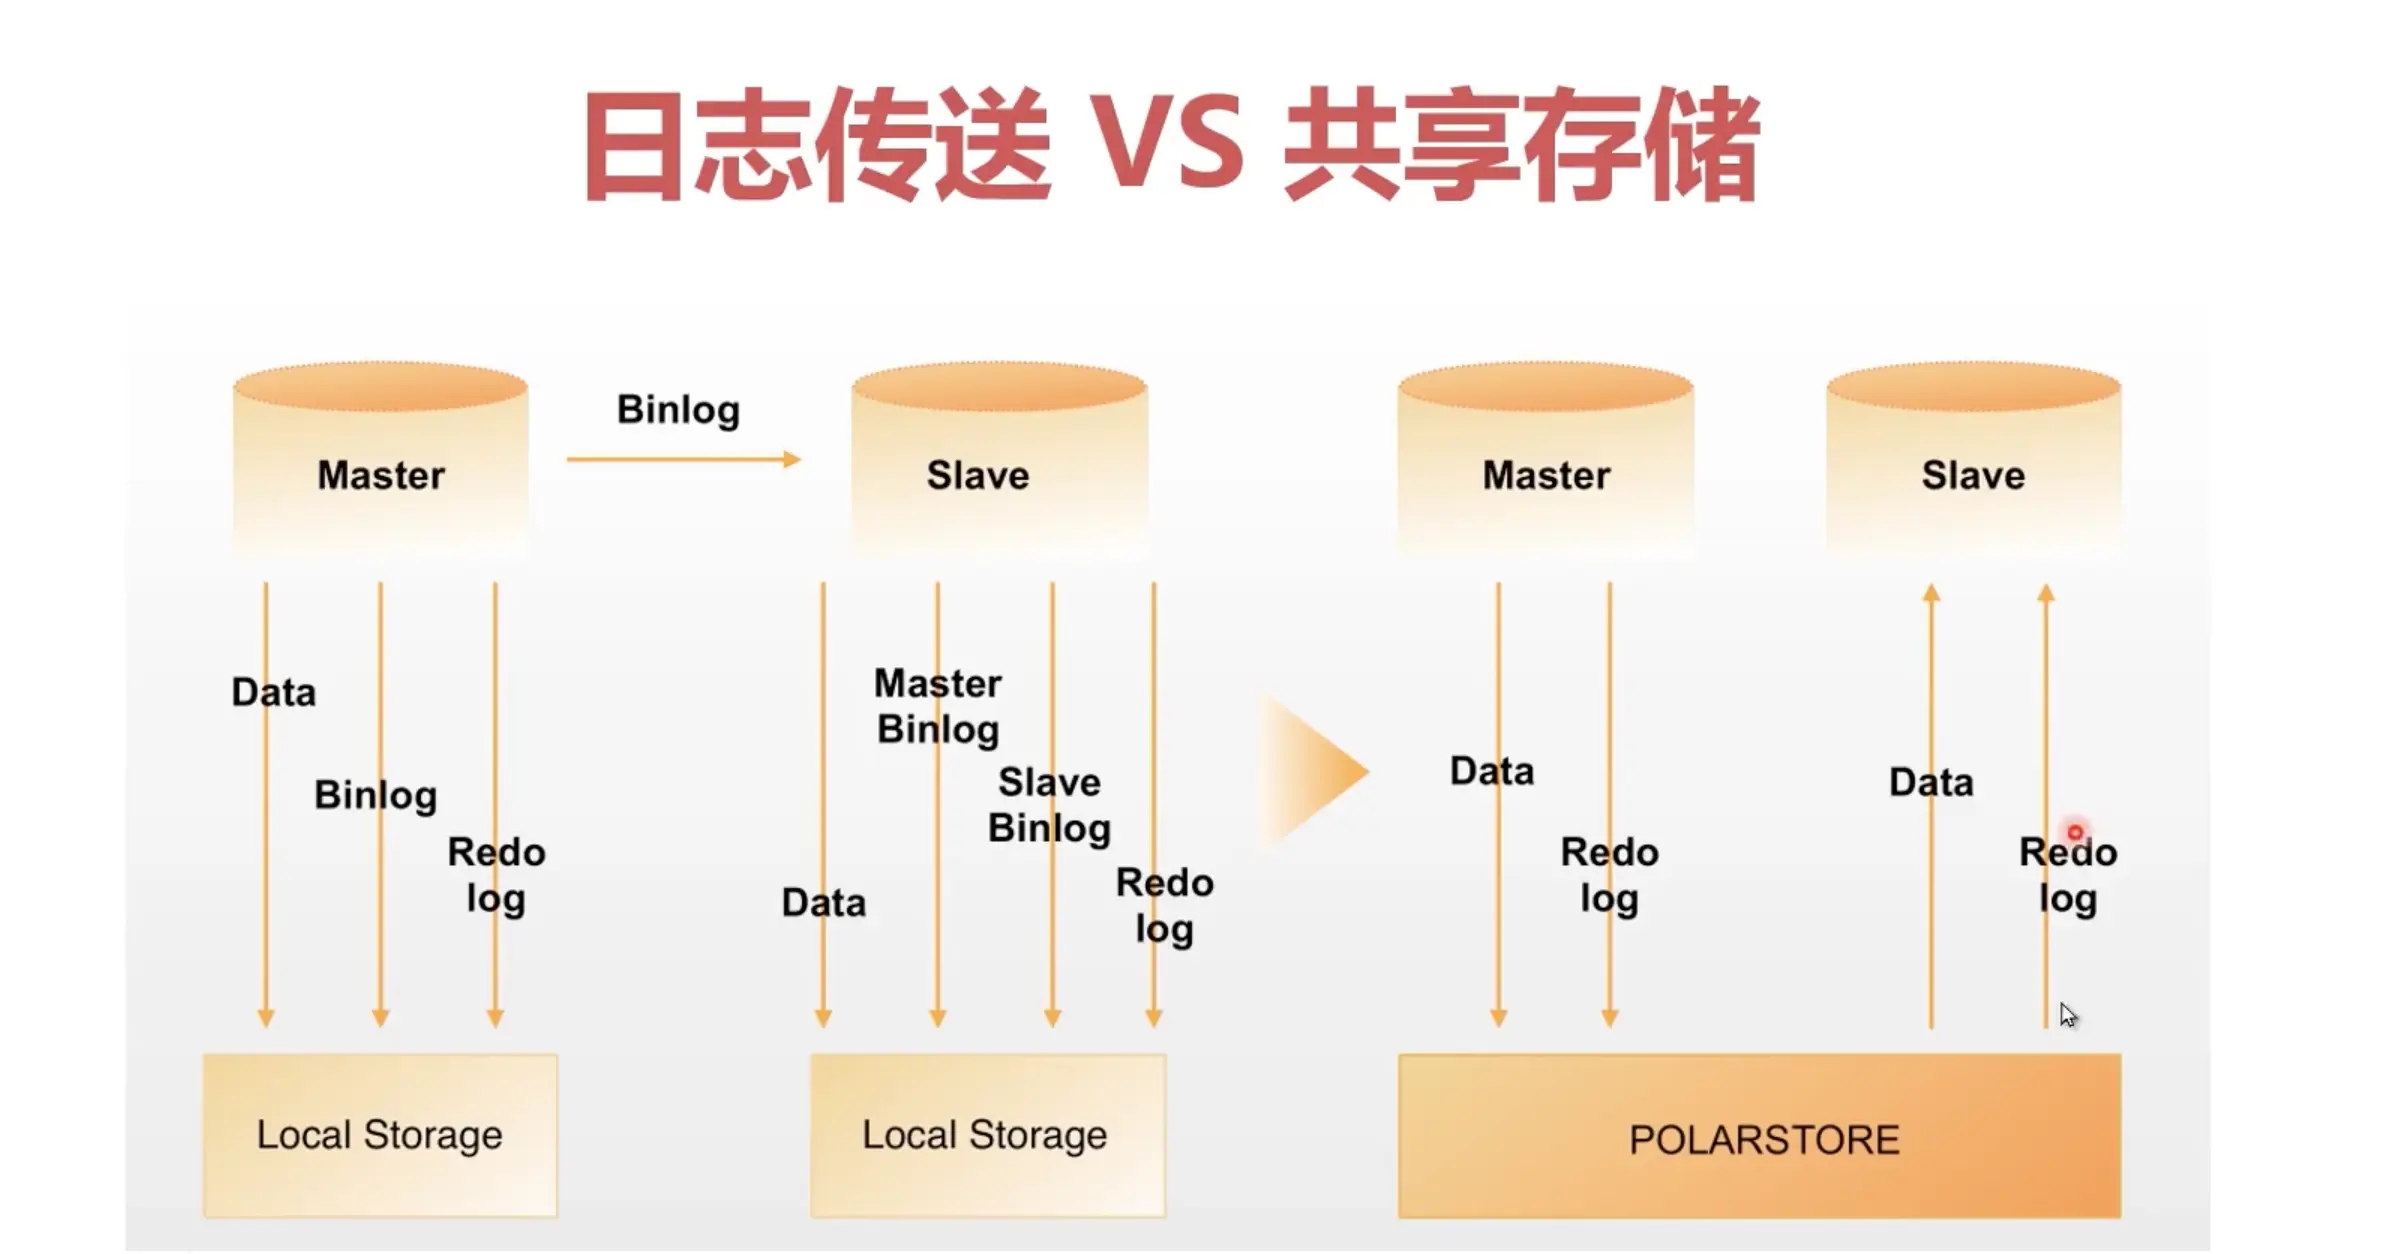 日志传送 VS 共享存储
Binlog
Master
Slave
Master
Slave
Data
Binlog
Redo
log
Master
Binlog
Slave
Binlog
Data
Redo
log
Data
Redo
log
Data
Redo
log
Local Storage
Local Storage
POLARSTORE